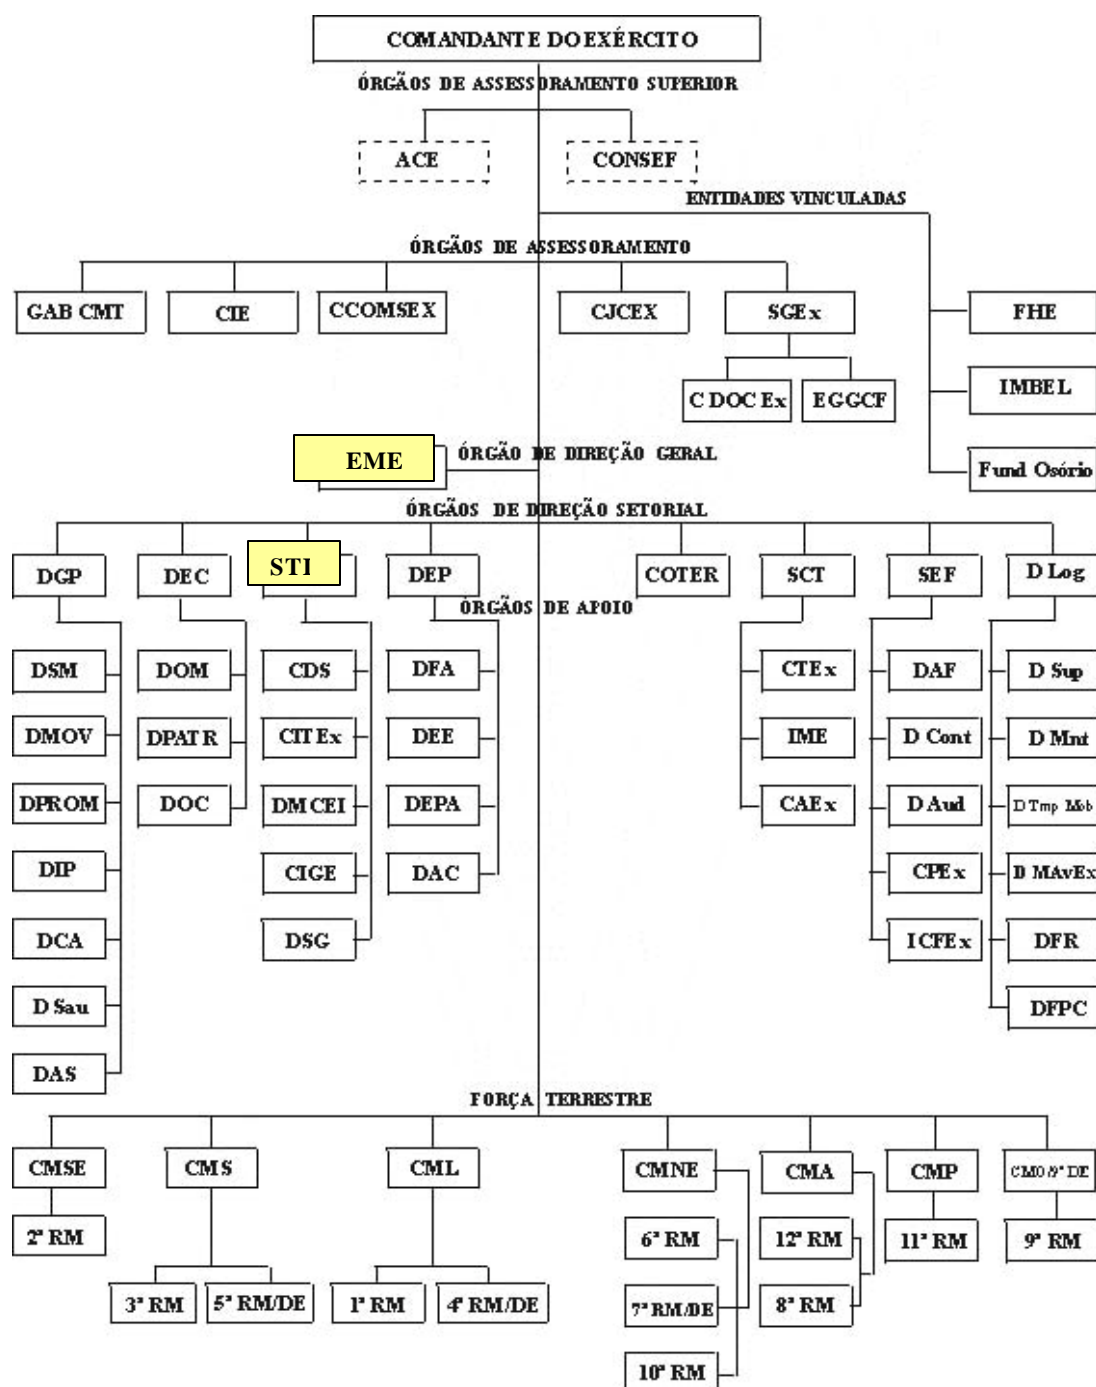 COMANDANTE DO EXÉRCITO
ÓRGÃOS DE ASSESSORAMENTO SUPERIOR
ACE
CONSEF
ENTIDADES VINCULADAS
ÓRGÃOS DE ASSESSORAMENTO
GAB CMT
CIE
CCOMSEX
CJCEX
SGEx
FHE
C DOC Ex
EGGCF
IMBEL
EME
ÓRGÃO DE DIREÇÃO GERAL
Fund Osório
ÓRGÃOS DE DIREÇÃO SETORIAL
DGP
DEC
STI
DEP
COTER
SCT
SEF
D Log
ÓRGÃOS DE APOIO
DSM
DOM
CDS
DFA
CTEx
DAF
D Sup
DMOV
DPATR
CITEx
DEE
IME
D Cont
D Mnt
DPROM
DOC
DMCEI
DEPA
CAEx
D Aud
D Tmp Mob
DIP
CIGE
DAC
CPEx
D MAvEx
DCA
DSG
ICFEx
DFR
D Sau
DFPC
DAS
FORÇA TERRESTRE
CMSE
CMS
CML
CMNE
CMA
CMP
CMO/9ª DE
2ª RM
6ª RM
12ª RM
11ª RM
9ª RM
3ª RM
5ª RM/DE
1ª RM
4ª RM/DE
7ª RM/DE
8ª RM
10ª RM